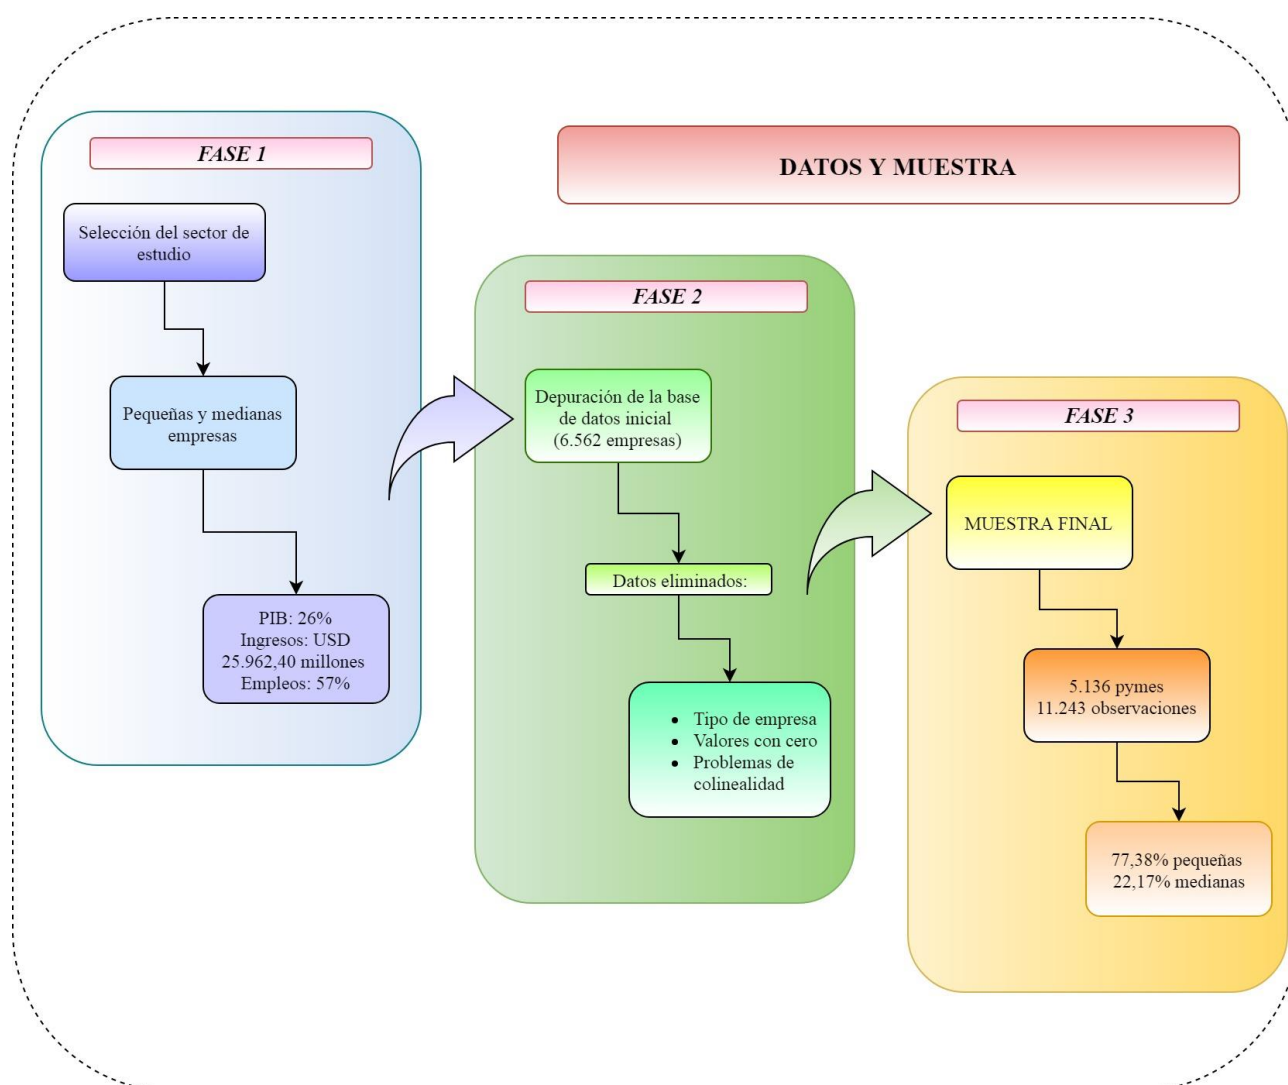 FASE 1
Selección del sector de
estudio
Pequeñas y medianas
empresas
PIB: 26%
Ingresos: USD
25.962,40 millones
Empleos: 57%
DATOS Y MUESTRA
FASE 2
Depuración de la base
de datos inicial
(6.562 empresas)
Datos eliminados:
• Tipo de empresa
• Valores con cero
• Problemas de
colinealidad
FASE 3
MUESTRA FINAL
5.136 pymes
11.243 observaciones
77,38% pequeñas
22,17% medianas